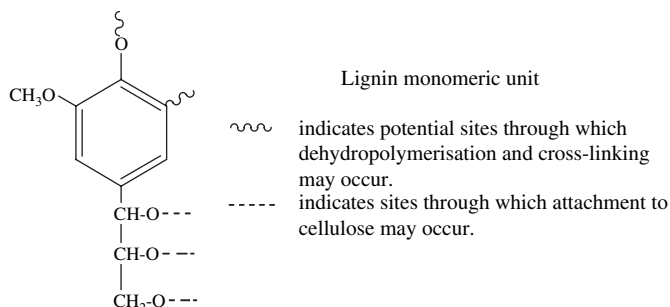 O
Lignin monomeric unit
CH₃O
indicates potential sites through which
dehydropolymerisation and cross-linking
may occur.
indicates sites through which attachment to
cellulose may occur.
CH-O
CH-O
CH₂-O